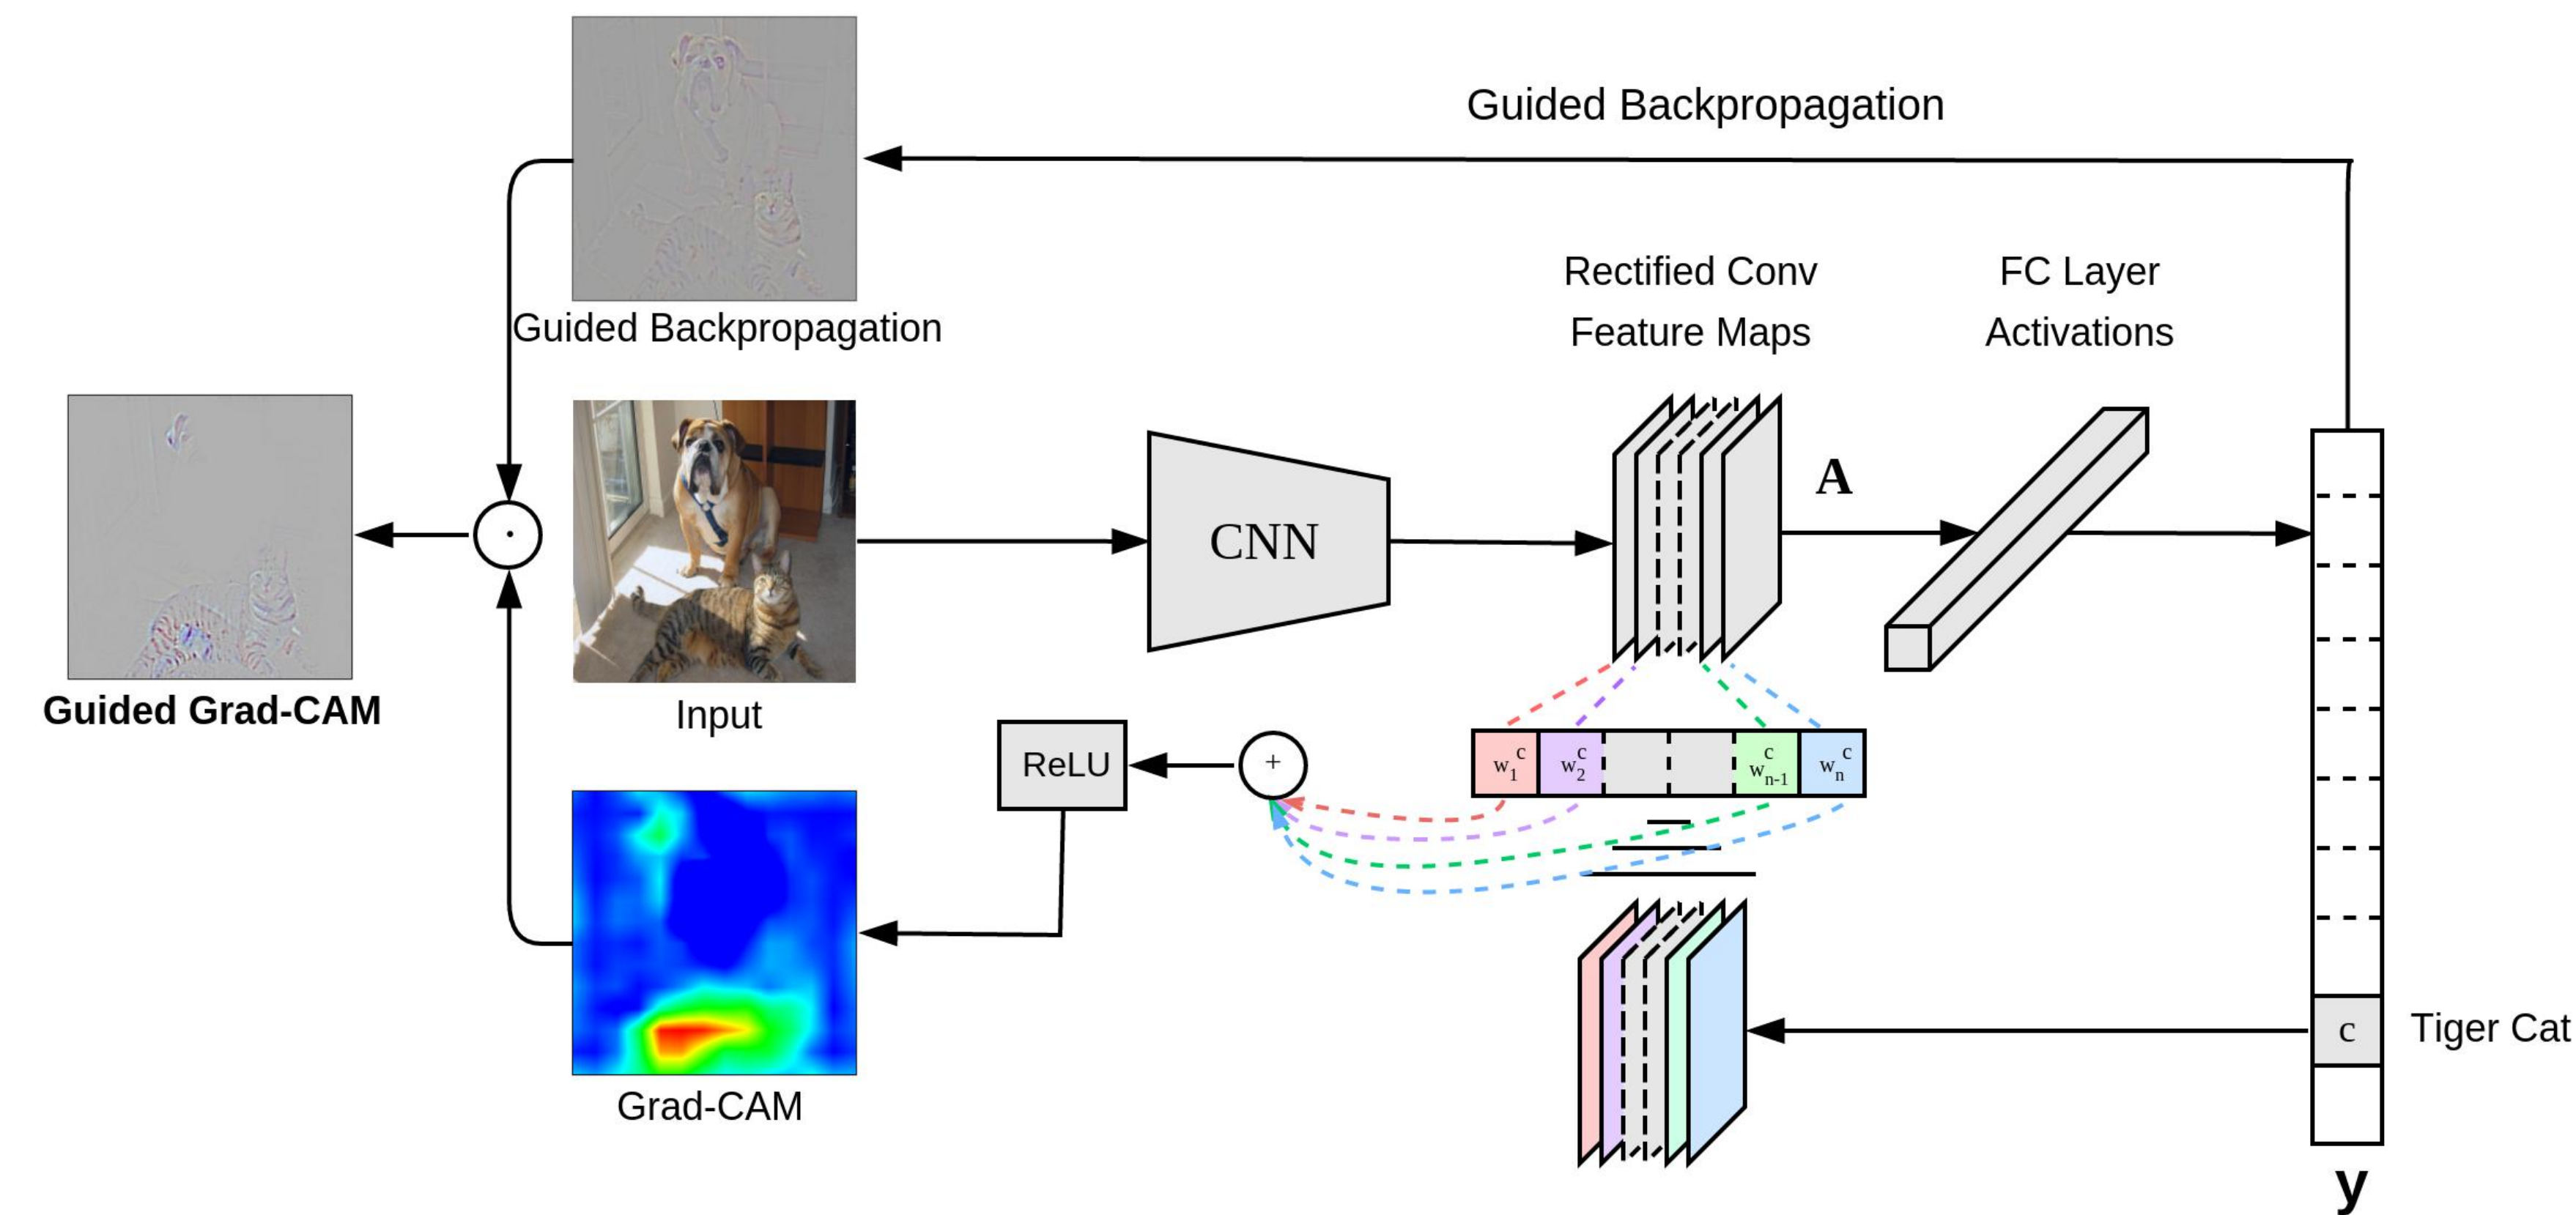 Guided Backpropagation
Rectified Conv
Feature Maps
FC Layer
Activations
Guided Backpropagation
A
CNN
Guided Grad-CAM
Input
ReLU
+
w1c
w2c
wn-1c
wnc
c
Tiger Cat
Grad-CAM
y